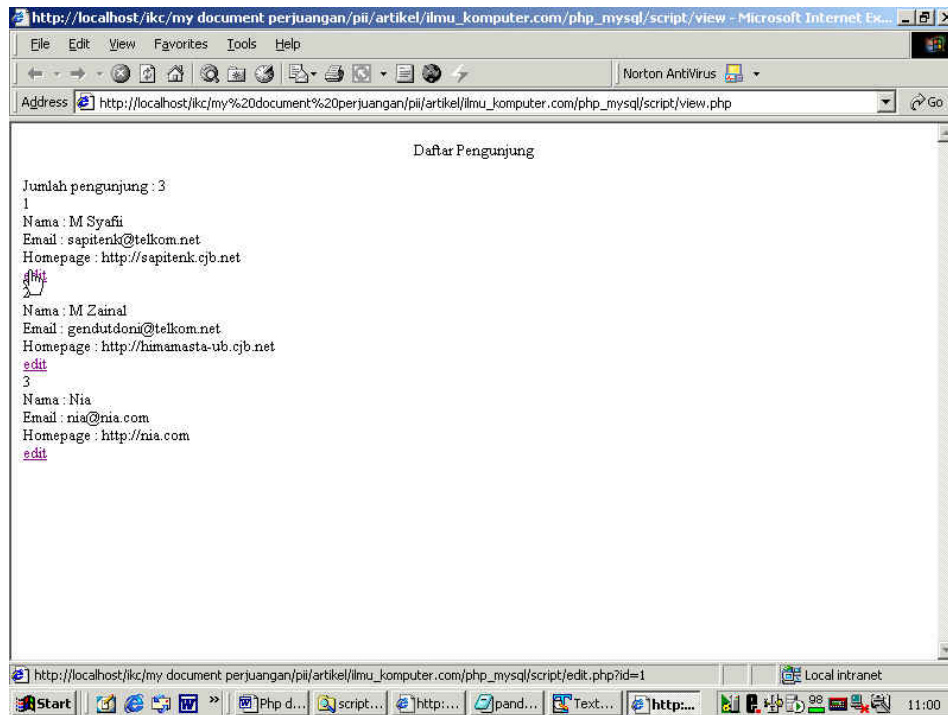 http://localhost/ikc/my document perjuangan/pii/artikel/ilmu_komputer.com/php_mysql/script/view - Microsoft Internet Ex...
File Edit View Favorites Tools Help
Norton AntiVirus
Address http://localhost/ikc/my%20document%20perjuangan/pii/artikel/ilmu_komputer.com/php_mysql/script/view.php Go
Daftar Pengunjung
Jumlah pengunjung : 3
1
Nama : M Syafii
Email : sapitenk@telkom.net
Homepage : http://sapitenk.cjb.net
edit
2
Nama : M Zainal
Email : gendutdoni@telkom.net
Homepage : http://himamasta-ub.cjb.net
edit
3
Nama : Nia
Email : nia@nia.com
Homepage : http://nia.com
edit
http://localhost/ikc/my document perjuangan/pii/artikel/ilmu_komputer.com/php_mysql/script/edit.php?id=1 Local intranet
Start » Php d... script... http:... pand... Text... http:... 98 11:00